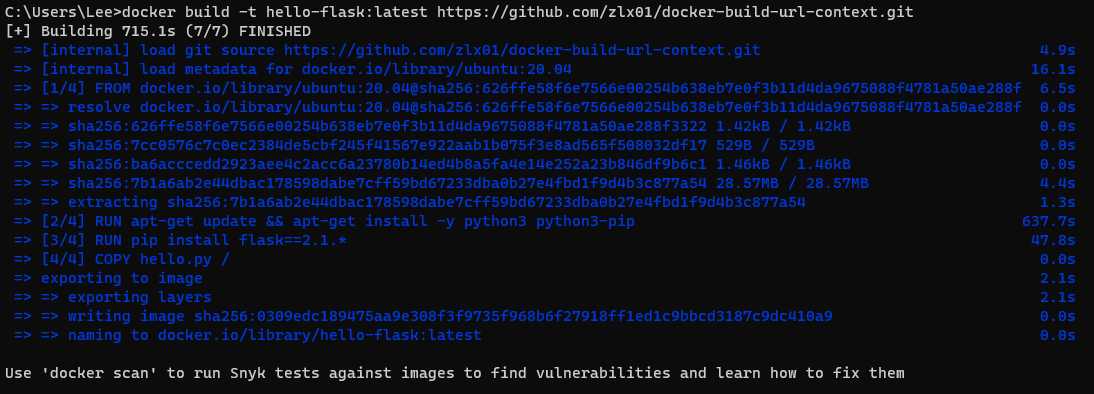 C:\Users\Lee>docker build -t hello-flask:latest https://github.com/zlx01/docker-build-url-context.git
[+] Building 715.1s (7/7) FINISHED
=> [internal] load git source https://github.com/zlx01/docker-build-url-context.git 4.9s
=> [internal] load metadata for docker.io/library/ubuntu:20.04 16.1s
=> [1/4] FROM docker.io/library/ubuntu:20.04@sha256:626ffe58f6e7566e00254b638eb7e0f3b11d4da9675088f4781a50ae288f 6.5s
=> => resolve docker.io/library/ubuntu:20.04@sha256:626ffe58f6e7566e00254b638eb7e0f3b11d4da9675088f4781a50ae288f 0.0s
=> => sha256:626ffe58f6e7566e00254b638eb7e0f3b11d4da9675088f4781a50ae288f3322 1.42kB / 1.42kB 0.0s
=> => sha256:7cc0576c7c0ec2384de5cbf245f41567e922aab1b075f3e8ad565f508032df17 529B / 529B 0.0s
=> => sha256:ba6acccedd2923aee4c2acc6a23780b14ed4b8a5fa4e14e252a23b846df9b6c1 1.46kB / 1.46kB 0.0s
=> => sha256:7b1a6ab2e44dbac178598dabe7cff59bd67233dba0b27e4fbd1f9d4b3c877a54 28.57MB / 28.57MB 4.4s
=> => extracting sha256:7b1a6ab2e44dbac178598dabe7cff59bd67233dba0b27e4fbd1f9d4b3c877a54 1.3s
=> [2/4] RUN apt-get update && apt-get install -y python3 python3-pip 637.7s
=> [3/4] RUN pip install flask==2.1.* 47.8s
=> [4/4] COPY hello.py / 0.0s
=> exporting to image 2.1s
=> => exporting layers 2.1s
=> => writing image sha256:0309edc189475aa9e308f3f9735f968b6f27918ff1ed1c9bbcd3187c9dc410a9 0.0s
=> => naming to docker.io/library/hello-flask:latest 0.0s
Use 'docker scan' to run Snyk tests against images to find vulnerabilities and learn how to fix them